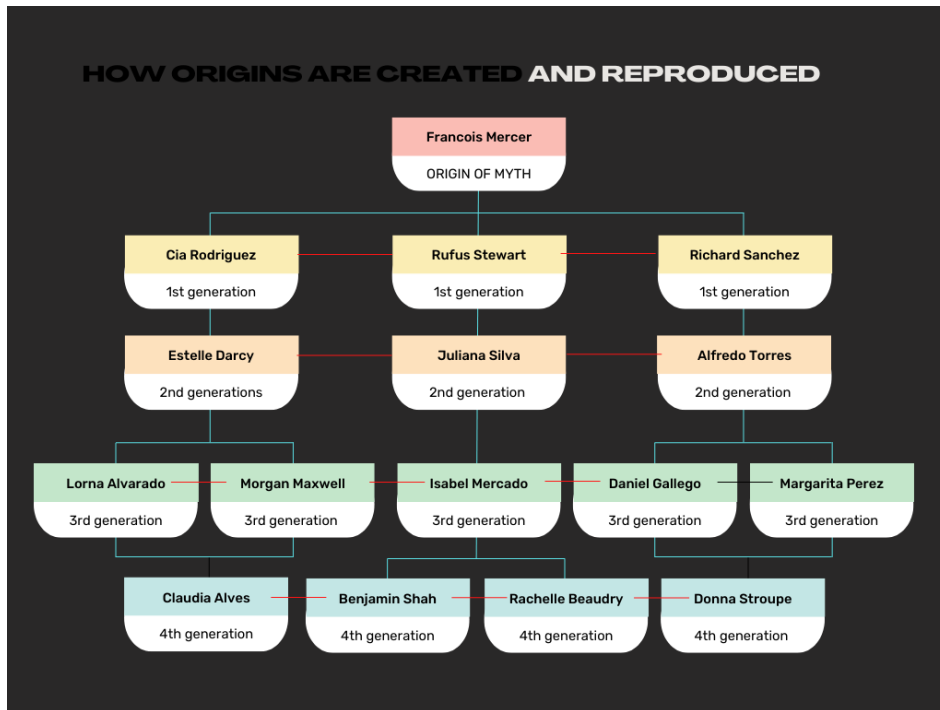 HOW ORIGINS ARE CREATED AND REPRODUCED
Francois Mercer
ORIGIN OF MYTH
Cia Rodriguez
1st generation
Rufus Stewart
1st generation
Richard Sanchez
1st generation
Estelle Darcy
2nd generations
Juliana Silva
2nd generation
Alfredo Torres
2nd generation
Lorna Alvarado
3rd generation
Morgan Maxwell
3rd generation
Isabel Mercado
3rd generation
Daniel Gallego
3rd generation
Margarita Perez
3rd generation
Claudia Alves
4th generation
Benjamin Shah
4th generation
Rachelle Beaudry
4th generation
Donna Stroupe
4th generation